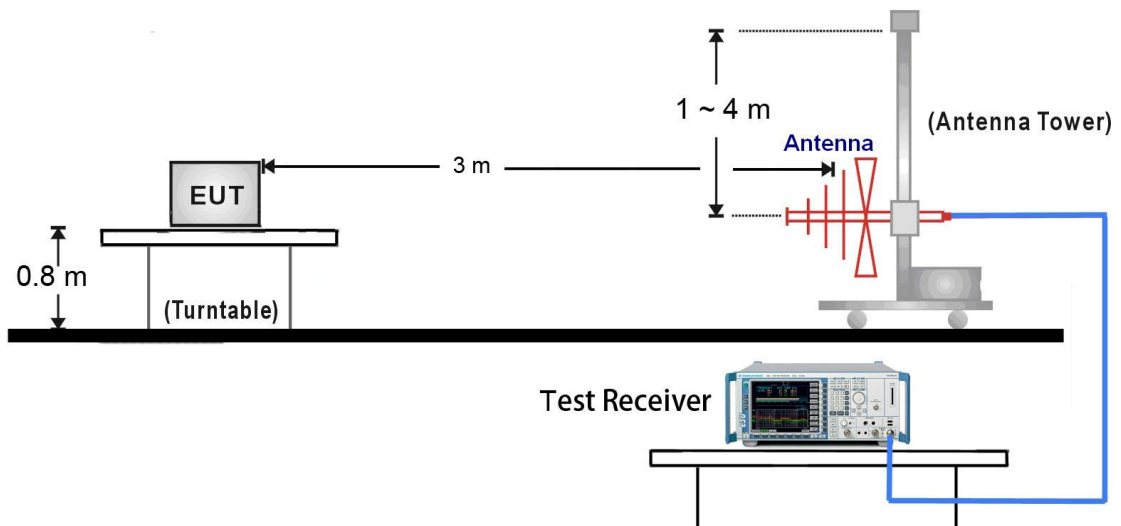 1 ~ 4 m
(Antenna Tower)
Antenna
3 m
EUT
0.8 m
(Turntable)
Test Receiver